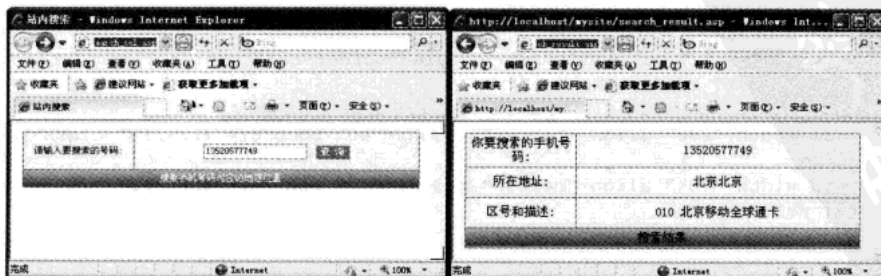 站内搜索 - Windows Internet Explorer
Bing
文件(F) 编辑(E) 查看(V) 收藏夹(A) 工具(T) 帮助(H)
收藏夹 建议网站 获取更多加载项
站内搜索 页面(P) 安全(S) »
请输入要搜索的号码: 13520577749 查询
完成 Internet 100%
http://localhost/mysite/search_result.asp - Windows Int...
Bing
文件(F) 编辑(E) 查看(V) 收藏夹(A) 工具(T) 帮助(H)
收藏夹 建议网站 获取更多加载项
http://localhost/my... 页面(P) 安全(S) »
你要搜索的手机号码: 13520577749
所在地址: 北京北京
区号和描述: 010 北京移动全球通卡
搜索结果
完成 Internet 100%